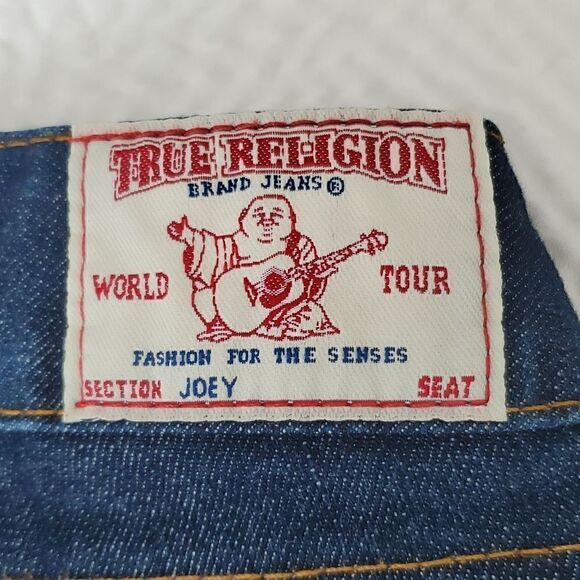 TRUE RELIGION
BRAND JEANS®
WORLD TOUR
FASHION FOR THE SENSES
SECTION JOEY SEAT